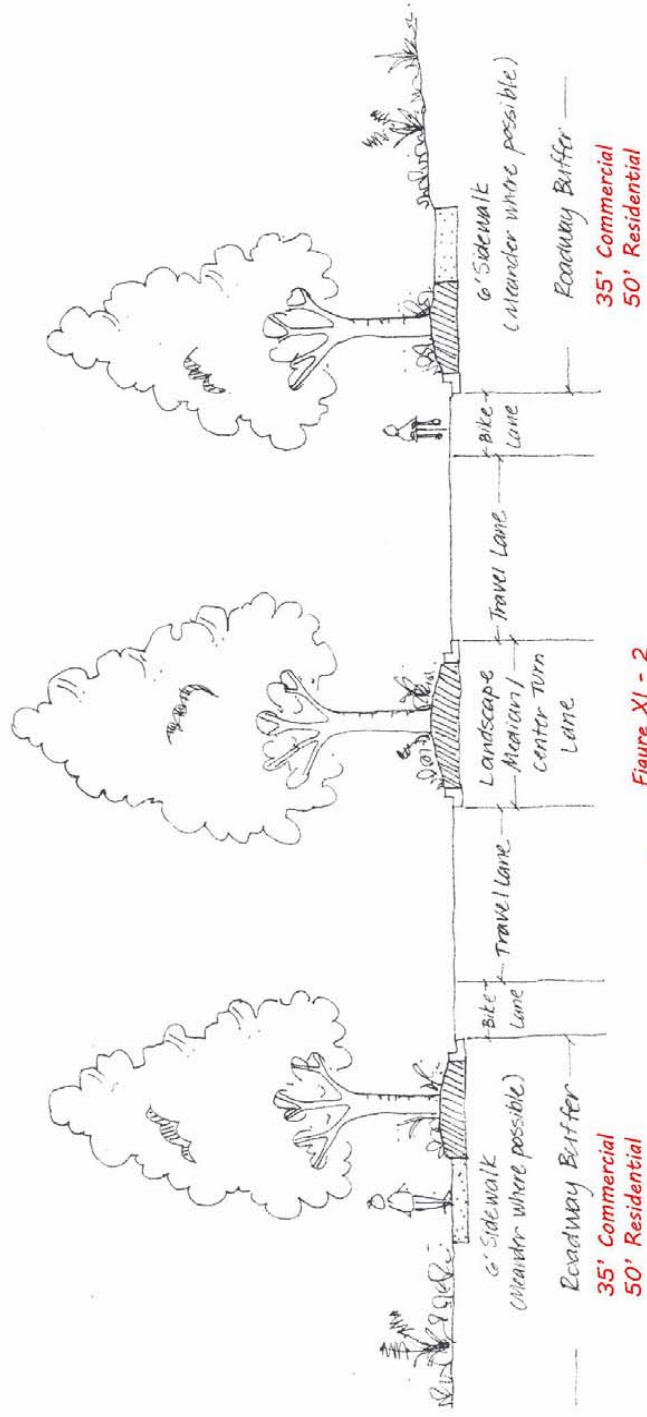 6' Sidewalk
(Meander where possible)
Roadway Buffer
35' Commercial
50' Residential
Bike
Lane
Travel Lane
Landscape
Median/
Center Turn
Lane
Travel Lane
Bike
Lane
6' Sidewalk
(Meander where possible)
Roadway Buffer
35' Commercial
50' Residential
Figure XI - 2